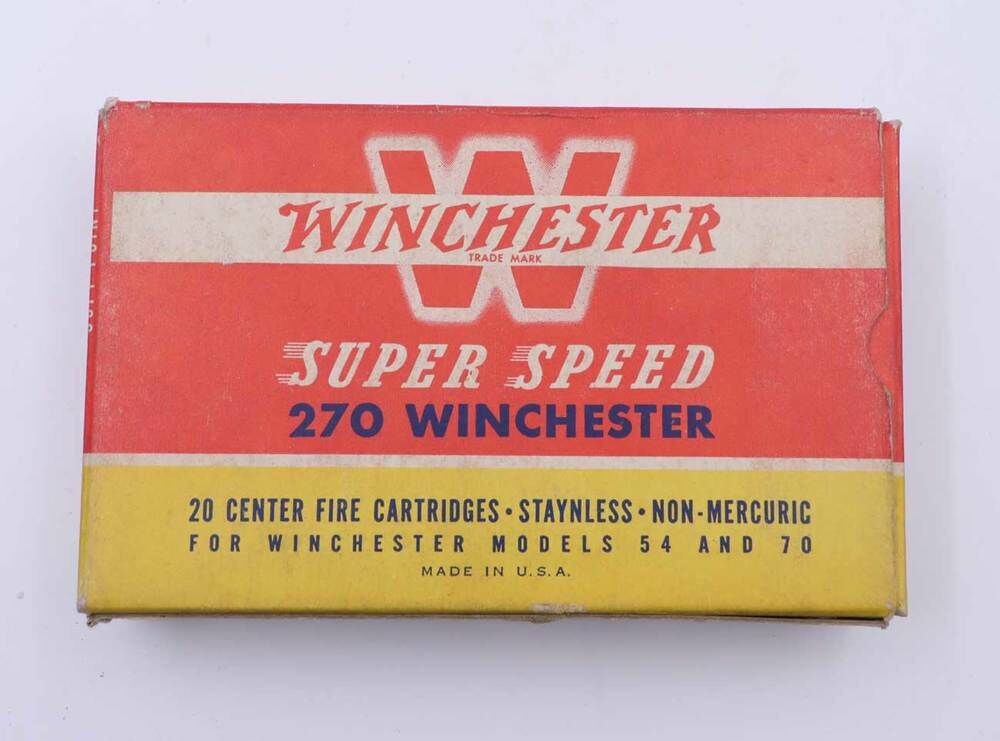 WINCHESTER
TRADE MARK
SUPER SPEED
270 WINCHESTER
20 CENTER FIRE CARTRIDGES · STAYNLESS · NON-MERCURIC
FOR WINCHESTER MODELS 54 AND 70
MADE IN U.S.A.